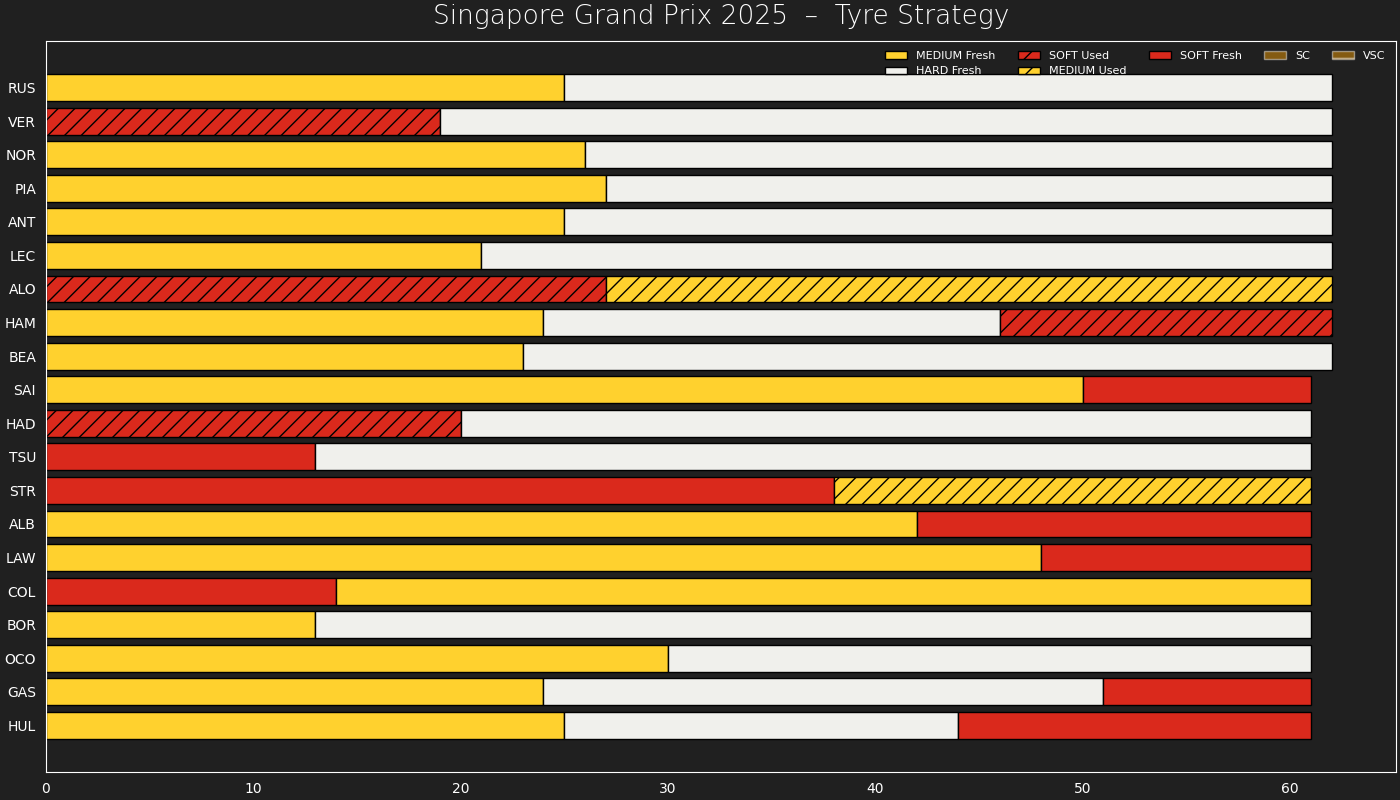 Singapore Grand Prix 2025 – Tyre Strategy
MEDIUM Fresh SOFT Used SOFT Fresh SC VSC
HARD Fresh MEDIUM Used
RUS
VER
NOR
PIA
ANT
LEC
ALO
HAM
BEA
SAI
HAD
TSU
STR
ALB
LAW
COL
BOR
OCO
GAS
HUL
0 10 20 30 40 50 60